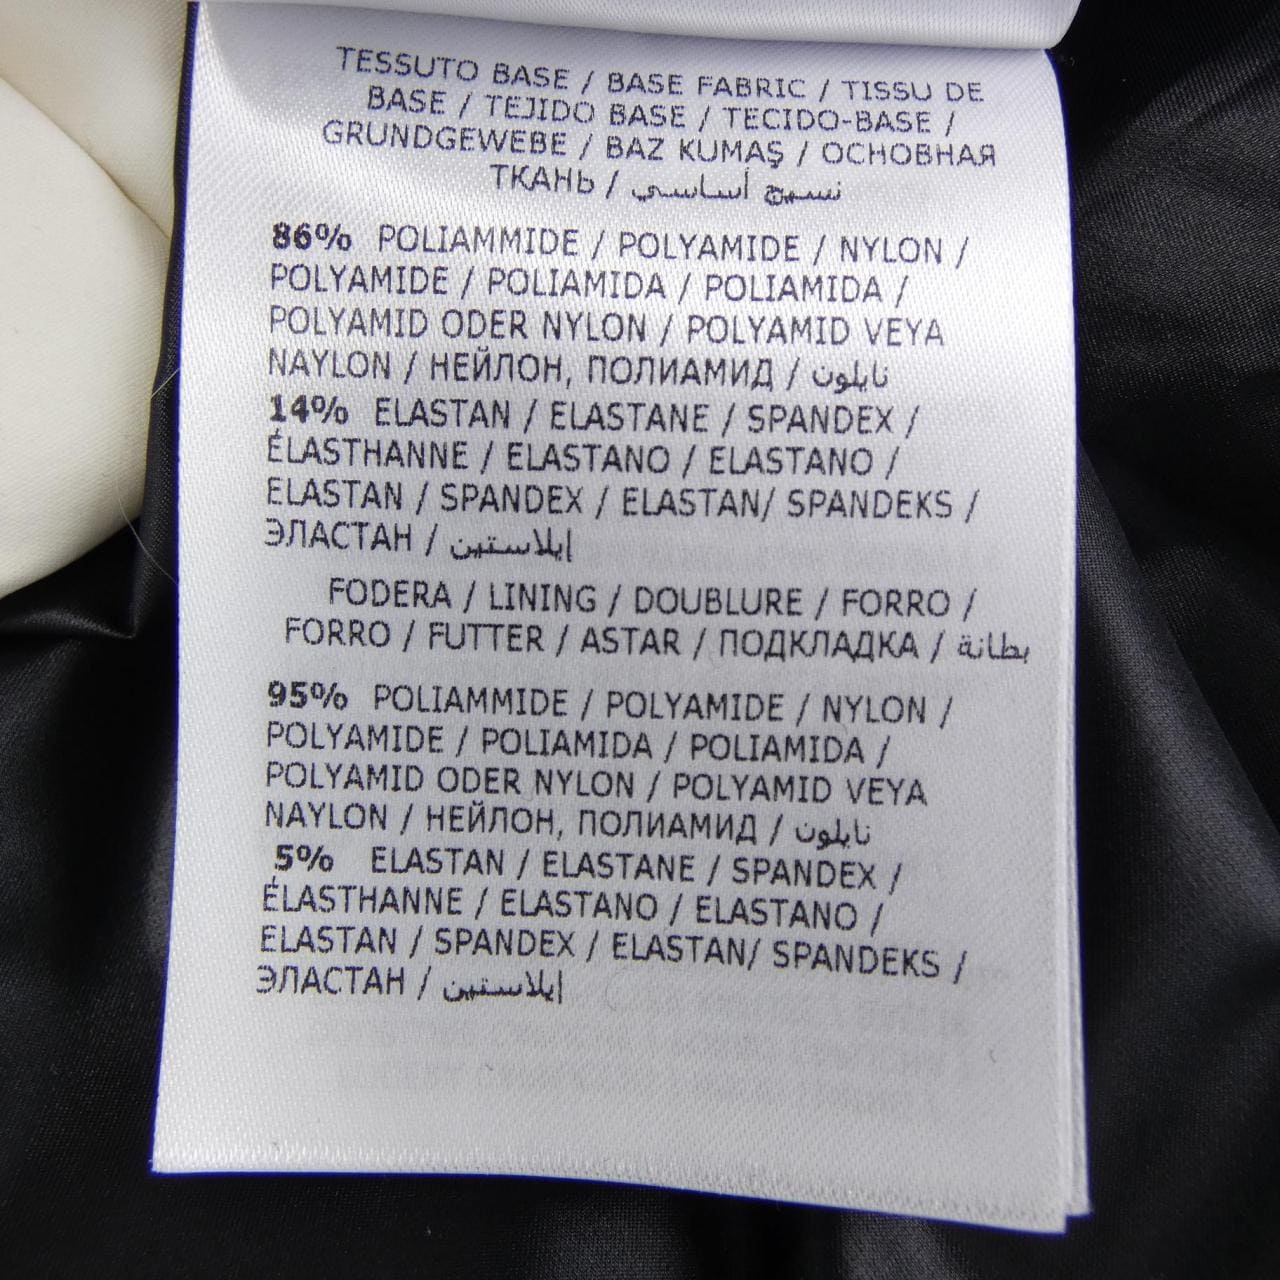 TESSUTO BASE / BASE FABRIC / TISSU DE
BASE / TEJIDO BASE / TECIDO-BASE /
GRUNDGEWEBE / BAZ KUMAŞ / ОСНОВНАЯ
ТКАНЬ / نسيج أساسي
86% POLIAMMIDE / POLYAMIDE / NYLON /
POLYAMIDE / POLIAMIDA / POLIAMIDA /
POLYAMID ODER NYLON / POLYAMID VEYA
NAYLON / НЕЙЛОН, ПОЛИАМИД / نايلون
14% ELASTAN / ELASTANE / SPANDEX /
ÉLASTHANNE / ELASTANO / ELASTANO /
ELASTAN / SPANDEX / ELASTAN/ SPANDEKS /
ЭЛАСТАН / إيلاستين
FODERA / LINING / DOUBLURE / FORRO /
FORRO / FUTTER / ASTAR / ПОДКЛАДКА / بطانة
95% POLIAMMIDE / POLYAMIDE / NYLON /
POLYAMIDE / POLIAMIDA / POLIAMIDA /
POLYAMID ODER NYLON / POLYAMID VEYA
NAYLON / НЕЙЛОН, ПОЛИАМИД / نايلون
5% ELASTAN / ELASTANE / SPANDEX /
ÉLASTHANNE / ELASTANO / ELASTANO /
ELASTAN / SPANDEX / ELASTAN/ SPANDEKS /
ЭЛАСТАН / إيلاستين